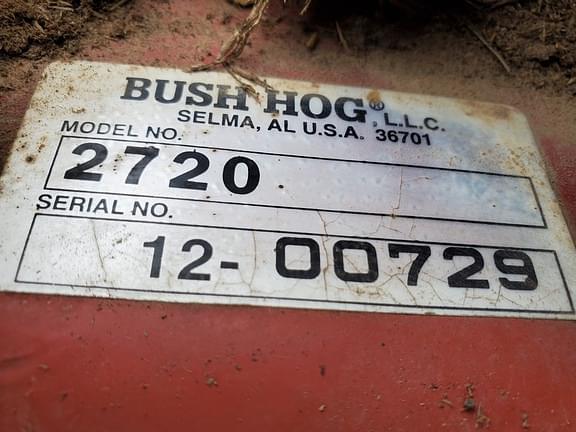 BUSH HOG®, L.L.C.
SELMA, AL U.S.A. 36701
MODEL NO.
2720
SERIAL NO.
12-00729